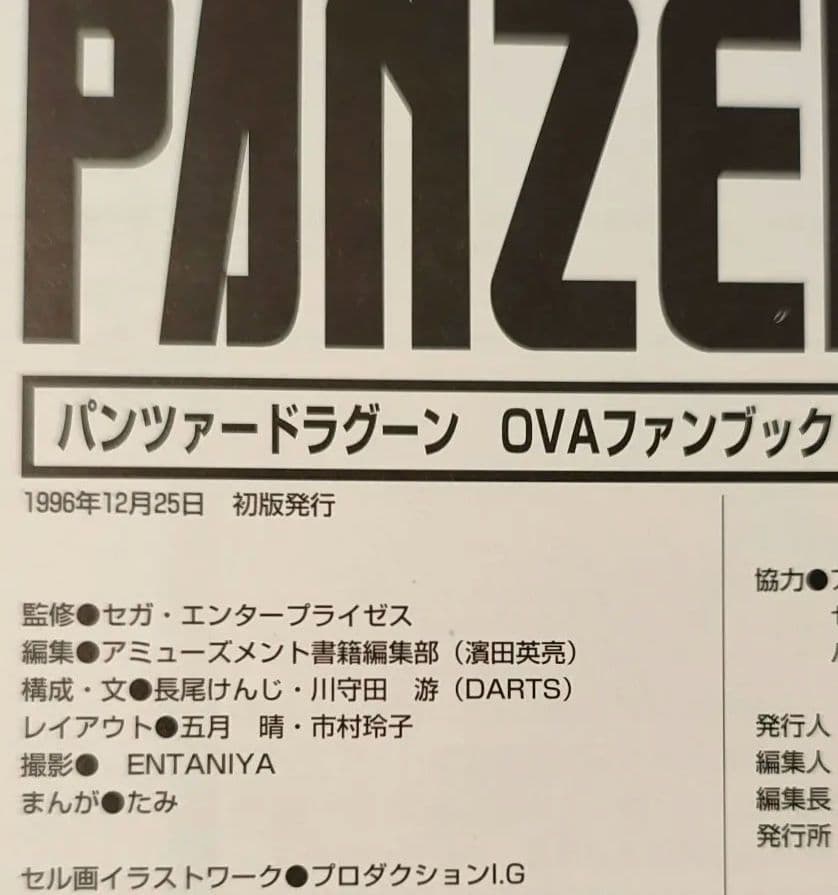 PANZE
パンツァードラグーン OVAファンブック
1996年12月25日 初版発行
監修●セガ・エンタープライゼス
編集●アミューズメント書籍編集部（濱田英亮）
構成・文●長尾けんじ・川守田 游（DARTS）
レイアウト●五月 晴・市村玲子
撮影● ENTANIYA
まんが●たみ
セル画イラストワーク●プロダクションI.G
協力●
発行人
編集人
編集長
発行所